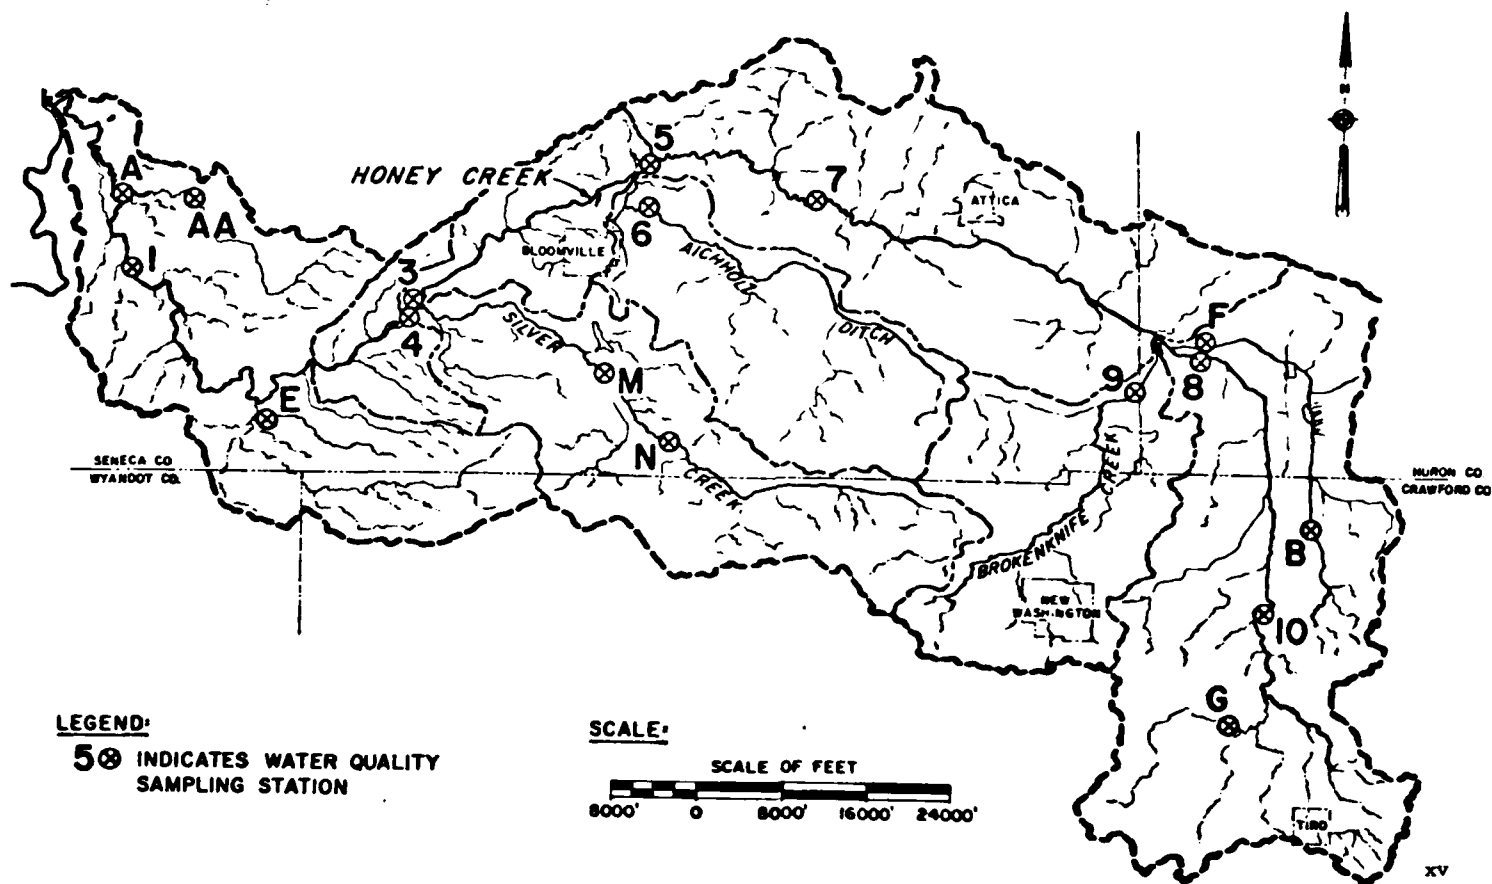 N
5
HONEY CREEK
7
A
ATTICA
AA
6
BLOOMVILLE
AICHHOLZ
1
3
SILVER
DITCH
F
4
9
8
M
E
N
CREEK
CREEK
SENECA CO
WYANDOT CO.
HURON CO
CRAWFORD CO
BROKENKNIFE
B
NEW
WASHINGTON
10
G
LEGEND:
5 INDICATES WATER QUALITY
SAMPLING STATION
SCALE:
SCALE OF FEET
8000' 0 8000' 16000' 24000'
TIRO
xv